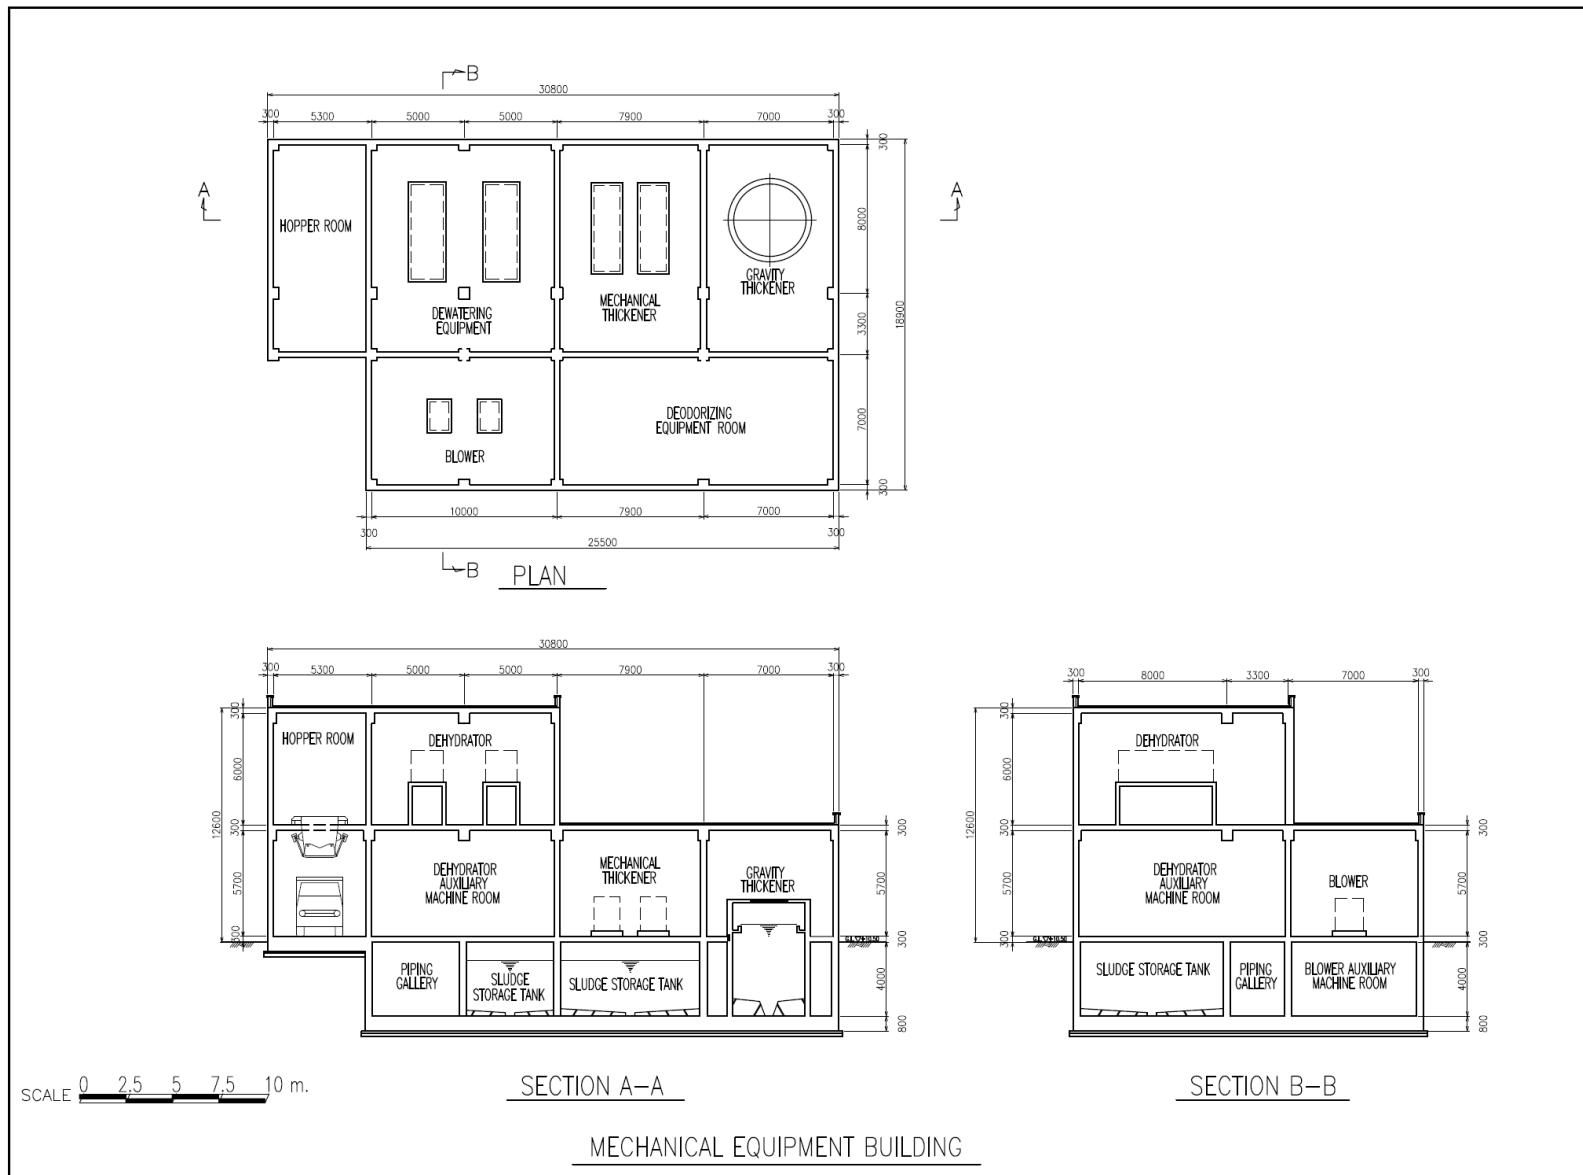 B
30800
300 5300 5000 5000 7900 7000 300
300
A
A
HOPPER ROOM
8000
GRAVITY
THICKENER
MECHANICAL
THICKENER
DEWATERING
EQUIPMENT
3300
18900
DEODORIZING
EQUIPMENT ROOM
7000
BLOWER
300
10000 7900 7000
300 300
25500
B
PLAN
30800
300 5300 5000 5000 7900 7000 300
300
HOPPER ROOM
DEHYDRATOR
6000
12600
300
300
5700
DEHYDRATOR
AUXILIARY
MACHINE ROOM
MECHANICAL
THICKENER
GRAVITY
THICKENER
5700
300
300
PIPING
GALLERY
SLUDGE
STORAGE TANK
SLUDGE STORAGE TANK
4000
800
SECTION A-A
300 8000 3300 7000 300
300
DEHYDRATOR
6000
12600
300
300
5700
DEHYDRATOR
AUXILIARY
MACHINE ROOM
BLOWER
5700
300
300
SLUDGE STORAGE TANK
PIPING
GALLERY
BLOWER AUXILIARY
MACHINE ROOM
4000
800
SECTION B-B
SCALE 0 2.5 5 7.5 10 m.
MECHANICAL EQUIPMENT BUILDING